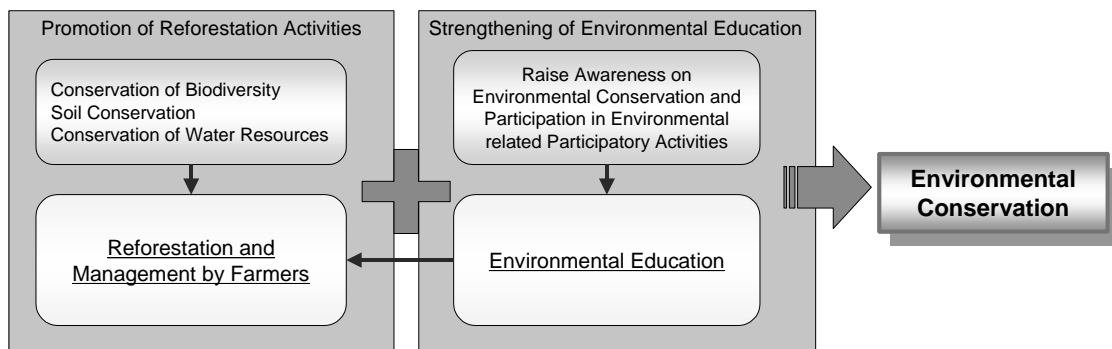 Promotion of Reforestation Activities
Conservation of Biodiversity
Soil Conservation
Conservation of Water Resources
Reforestation and
Management by Farmers
Strengthening of Environmental Education
Raise Awareness on
Environmental Conservation and
Participation in Environmental
related Participatory Activities
Environmental Education
Environmental
Conservation